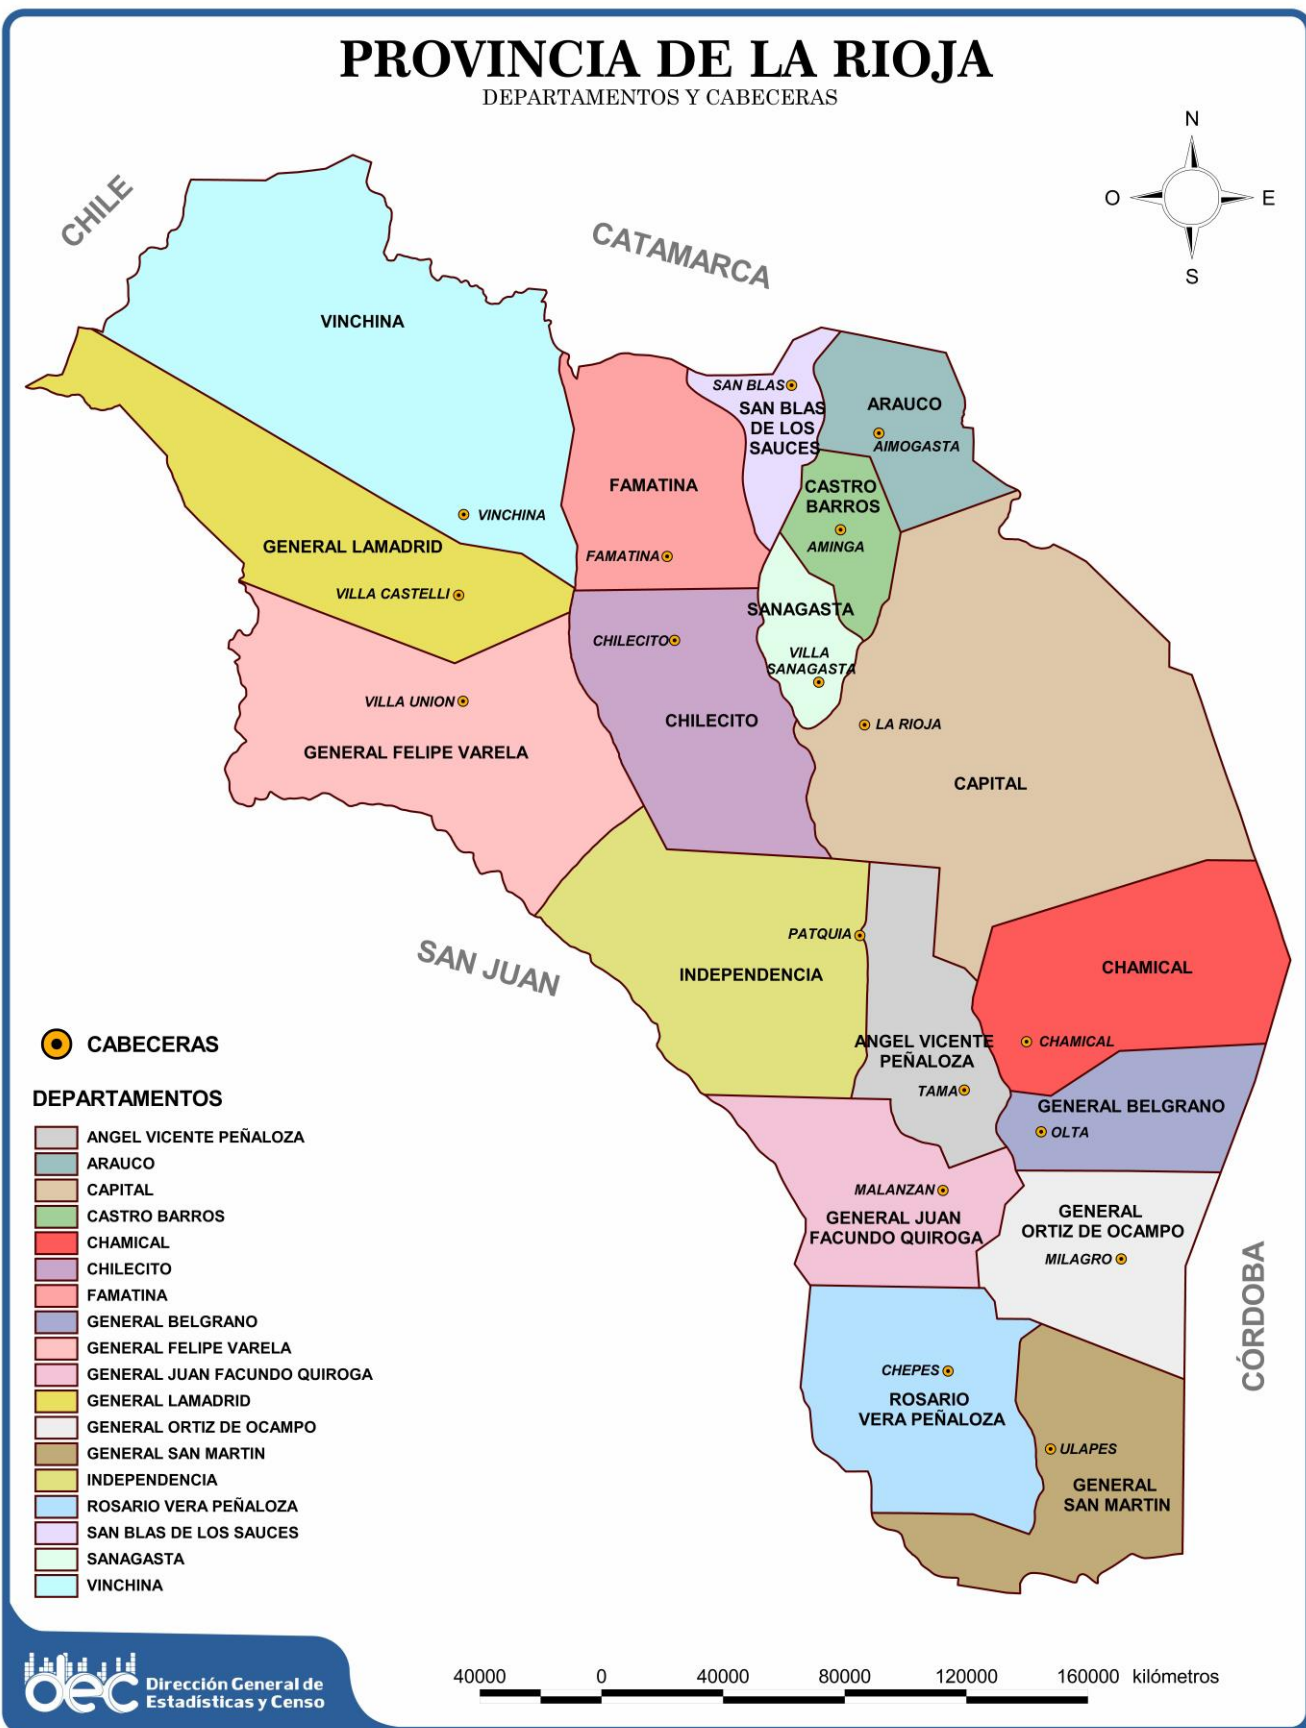 PROVINCIA DE LA RIOJA
DEPARTAMENTOS Y CABECERAS
N
O
E
S
CHILE
CATAMARCA
VINCHINA
SAN BLAS
SAN BLAS
DE LOS
SAUCES
ARAUCO
AIMOGASTA
FAMATINA
CASTRO
BARROS
VINCHINA
GENERAL LAMADRID
AMINGA
FAMATINA
VILLA CASTELLI
SANAGASTA
CHILECITO
VILLA
SANAGASTA
VILLA UNION
CHILECITO
LA RIOJA
GENERAL FELIPE VARELA
CAPITAL
PATQUIA
SAN JUAN
INDEPENDENCIA
CHAMICAL
ANGEL VICENTE
PEÑALOZA
CHAMICAL
TAMA
GENERAL BELGRANO
OLTA
MALANZAN
GENERAL JUAN
FACUNDO QUIROGA
GENERAL
ORTIZ DE OCAMPO
MILAGRO
CÓRDOBA
CHEPES
ROSARIO
VERA PEÑALOZA
ULAPES
GENERAL
SAN MARTIN
CABECERAS
DEPARTAMENTOS
ANGEL VICENTE PEÑALOZA
ARAUCO
CAPITAL
CASTRO BARROS
CHAMICAL
CHILECITO
FAMATINA
GENERAL BELGRANO
GENERAL FELIPE VARELA
GENERAL JUAN FACUNDO QUIROGA
GENERAL LAMADRID
GENERAL ORTIZ DE OCAMPO
GENERAL SAN MARTIN
INDEPENDENCIA
ROSARIO VERA PEÑALOZA
SAN BLAS DE LOS SAUCES
SANAGASTA
VINCHINA
dec
Dirección General de
Estadísticas y Censo
40000 0 40000 80000 120000 160000 kilómetros